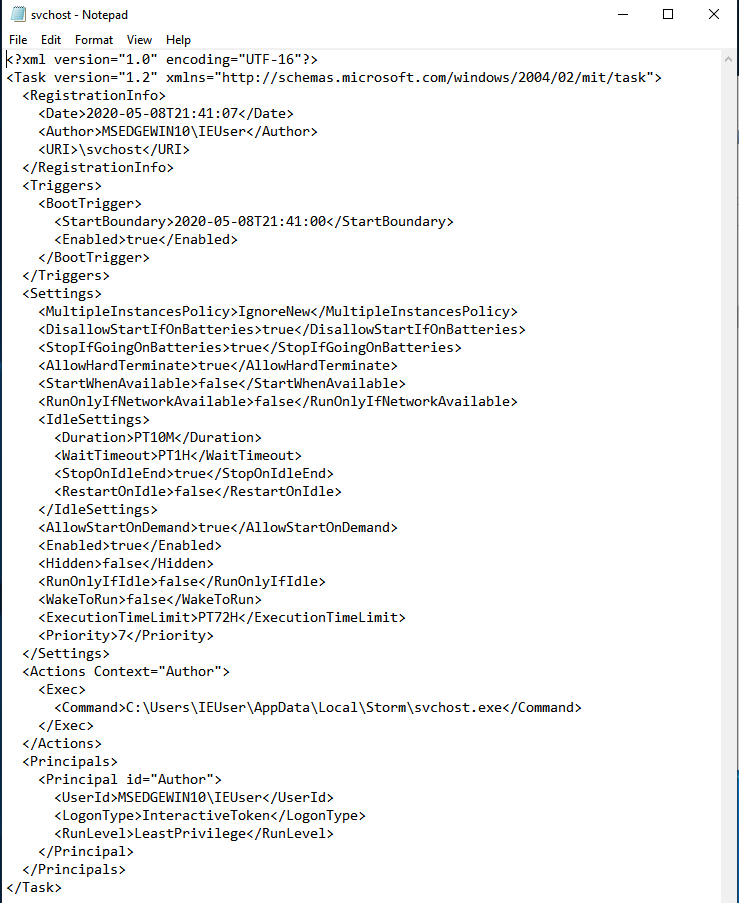 svchost - Notepad
File Edit Format View Help
<?xml version="1.0" encoding="UTF-16"?>
<Task version="1.2" xmlns="http://schemas.microsoft.com/windows/2004/02/mit/task">
  <RegistrationInfo>
    <Date>2020-05-08T21:41:07</Date>
    <Author>MSEDGEWIN10\IEUser</Author>
    <URI>\svchost</URI>
  </RegistrationInfo>
  <Triggers>
    <BootTrigger>
      <StartBoundary>2020-05-08T21:41:00</StartBoundary>
      <Enabled>true</Enabled>
    </BootTrigger>
  </Triggers>
  <Settings>
    <MultipleInstancesPolicy>IgnoreNew</MultipleInstancesPolicy>
    <DisallowStartIfOnBatteries>true</DisallowStartIfOnBatteries>
    <StopIfGoingOnBatteries>true</StopIfGoingOnBatteries>
    <AllowHardTerminate>true</AllowHardTerminate>
    <StartWhenAvailable>false</StartWhenAvailable>
    <RunOnlyIfNetworkAvailable>false</RunOnlyIfNetworkAvailable>
    <IdleSettings>
      <Duration>PT10M</Duration>
      <WaitTimeout>PT1H</WaitTimeout>
      <StopOnIdleEnd>true</StopOnIdleEnd>
      <RestartOnIdle>false</RestartOnIdle>
    </IdleSettings>
    <AllowStartOnDemand>true</AllowStartOnDemand>
    <Enabled>true</Enabled>
    <Hidden>false</Hidden>
    <RunOnlyIfIdle>false</RunOnlyIfIdle>
    <WakeToRun>false</WakeToRun>
    <ExecutionTimeLimit>PT72H</ExecutionTimeLimit>
    <Priority>7</Priority>
  </Settings>
  <Actions Context="Author">
    <Exec>
      <Command>C:\Users\IEUser\AppData\Local\Storm\svchost.exe</Command>
    </Exec>
  </Actions>
  <Principals>
    <Principal id="Author">
      <UserId>MSEDGEWIN10\IEUser</UserId>
      <LogonType>InteractiveToken</LogonType>
      <RunLevel>LeastPrivilege</RunLevel>
    </Principal>
  </Principals>
</Task>